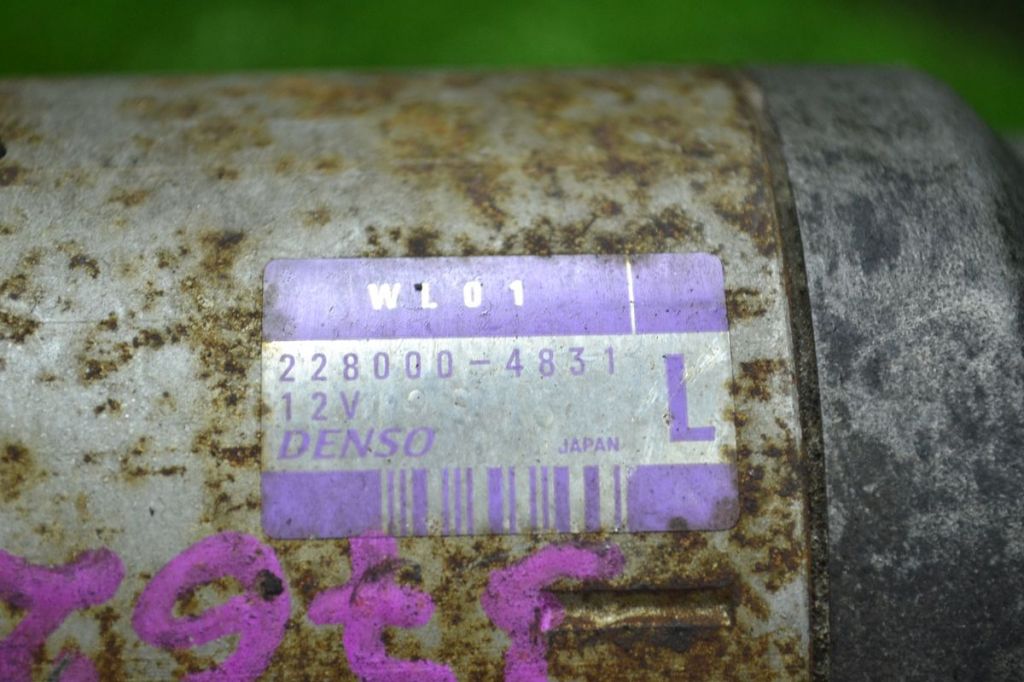 WL01
228000-4831
12V
L
DENSO
JAPAN